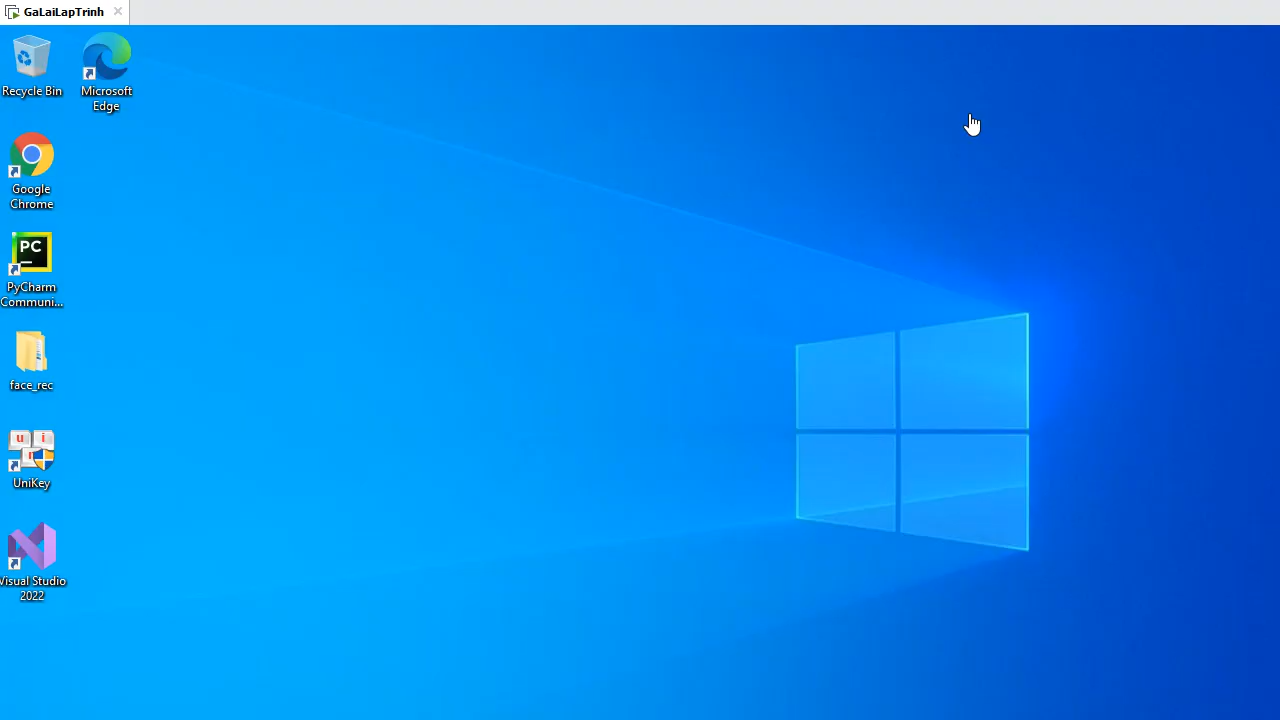 GaLaiLapTrinh
Recycle Bin
Microsoft
Edge
Google
Chrome
PC
PyCharm
Communi...
face_rec
u i
UniKey
Visual Studio
2022